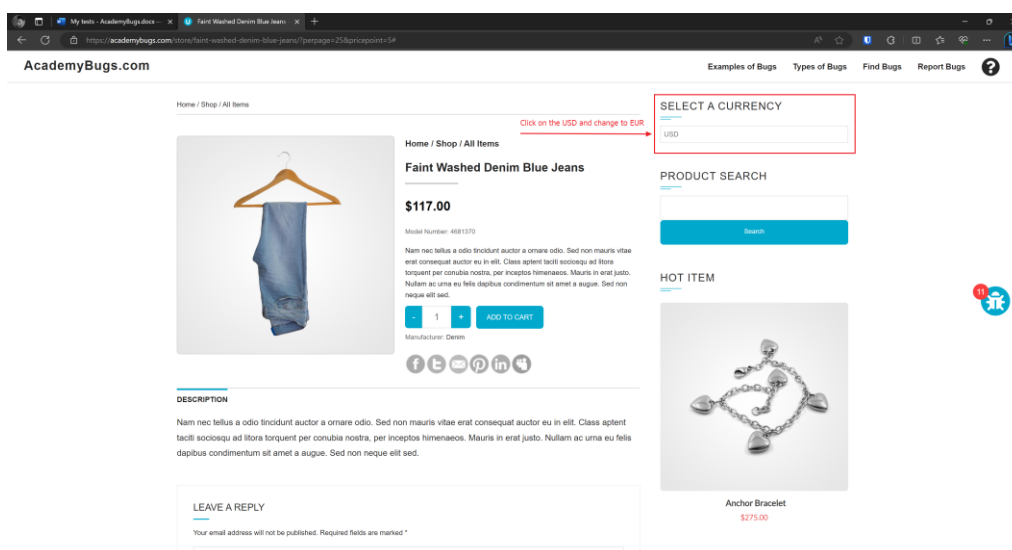 My tests - AcademyBugs.docx -
Faint Washed Denim Blue Jeans
https://academybugs.com/store/faint-washed-denim-blue-jeans/?perpage=25&pricepoint=5#
AcademyBugs.com
Examples of Bugs
Types of Bugs
Find Bugs
Report Bugs
?
Home / Shop / All Items
SELECT A CURRENCY
Click on the USD and change to EUR
USD
Home / Shop / All Items
Faint Washed Denim Blue Jeans
$117.00
Model Number: 4681370
Nam nec tellus a odio tincidunt auctor a ornare odio. Sed non mauris vitae
erat consequat auctor eu in elit. Class aptent taciti sociosqu ad litora
torquent per conubia nostra, per inceptos himenaeos. Mauris in erat justo.
Nullam ac urna eu felis dapibus condimentum sit amet a augue. Sed non
neque elit sed.
- 1 + ADD TO CART
Manufacturer: Denim
PRODUCT SEARCH
Search
HOT ITEM
11
DESCRIPTION
Nam nec tellus a odio tincidunt auctor a ornare odio. Sed non mauris vitae erat consequat auctor eu in elit. Class aptent
taciti sociosqu ad litora torquent per conubia nostra, per inceptos himenaeos. Mauris in erat justo. Nullam ac urna eu felis
dapibus condimentum sit amet a augue. Sed non neque elit sed.
Anchor Bracelet
$275.00
LEAVE A REPLY
Your email address will not be published. Required fields are marked *